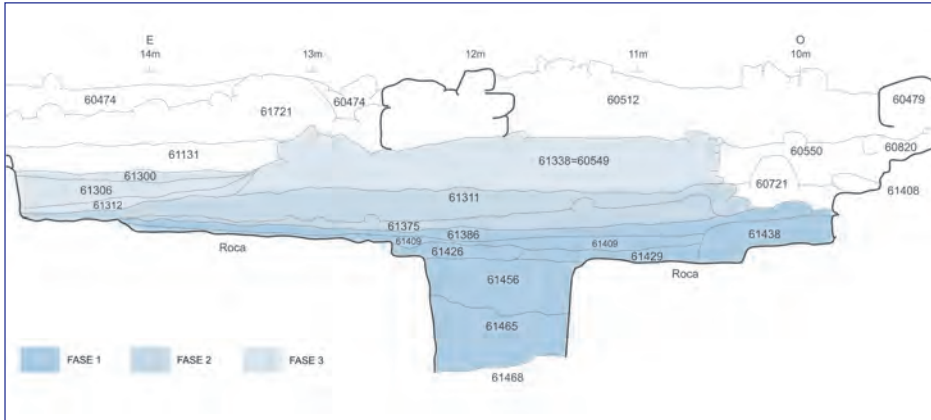 E O
14m 13m 12m 11m 10m
60474 60474 60512 60479
61721
61131 61338=60549 60550 60820
61300 60721
61306 61311 61408
61312
61375
61386 61438
Roca 61409 61409
61426 61429
61456 Roca
61465
FASE 1 FASE 2 FASE 3
61468